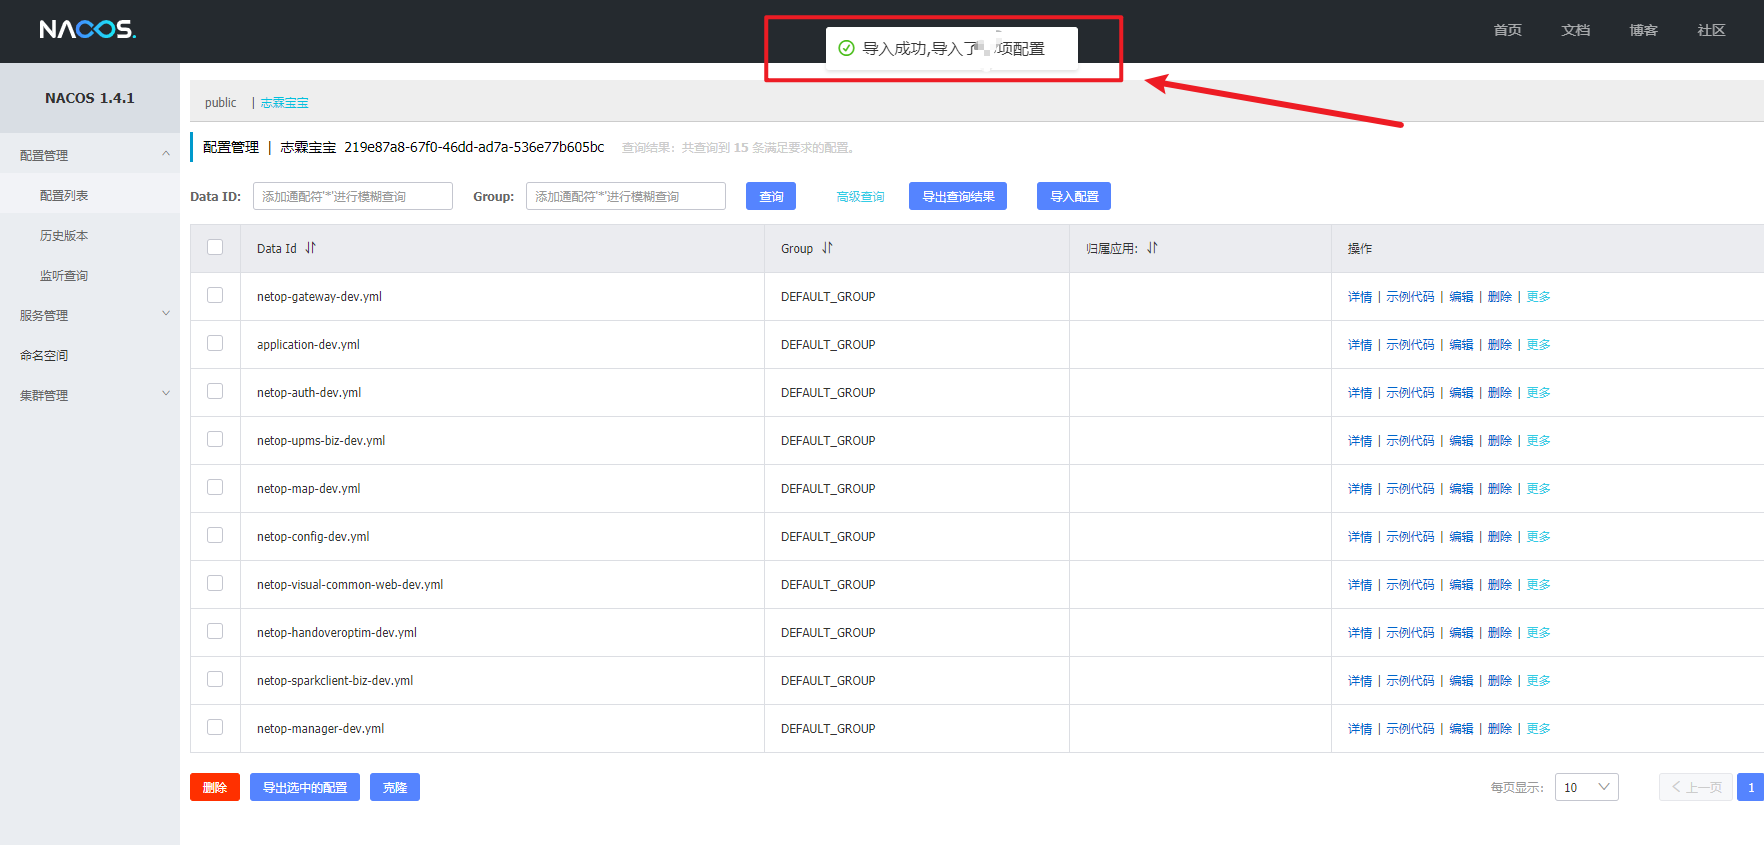 NACOS.
首页 文档 博客 社区
导入成功,导入了 项配置
NACOS 1.4.1
public | 志霖宝宝
配置管理
配置管理 | 志霖宝宝 219e87a8-67f0-46dd-ad7a-536e77b605bc 查询结果：共查询到 15 条满足要求的配置。
配置列表
Data ID: 添加通配符'*'进行模糊查询 Group: 添加通配符'*'进行模糊查询 查询 高级查询 导出查询结果 导入配置
历史版本
监听查询
服务管理
命名空间
集群管理
Data Id Group 归属应用: 操作
netop-gateway-dev.yml DEFAULT_GROUP 详情 | 示例代码 | 编辑 | 删除 | 更多
application-dev.yml DEFAULT_GROUP 详情 | 示例代码 | 编辑 | 删除 | 更多
netop-auth-dev.yml DEFAULT_GROUP 详情 | 示例代码 | 编辑 | 删除 | 更多
netop-upms-biz-dev.yml DEFAULT_GROUP 详情 | 示例代码 | 编辑 | 删除 | 更多
netop-map-dev.yml DEFAULT_GROUP 详情 | 示例代码 | 编辑 | 删除 | 更多
netop-config-dev.yml DEFAULT_GROUP 详情 | 示例代码 | 编辑 | 删除 | 更多
netop-visual-common-web-dev.yml DEFAULT_GROUP 详情 | 示例代码 | 编辑 | 删除 | 更多
netop-handoveroptim-dev.yml DEFAULT_GROUP 详情 | 示例代码 | 编辑 | 删除 | 更多
netop-sparkclient-biz-dev.yml DEFAULT_GROUP 详情 | 示例代码 | 编辑 | 删除 | 更多
netop-manager-dev.yml DEFAULT_GROUP 详情 | 示例代码 | 编辑 | 删除 | 更多
删除 导出选中的配置 克隆 每页显示: 10 上一页 1